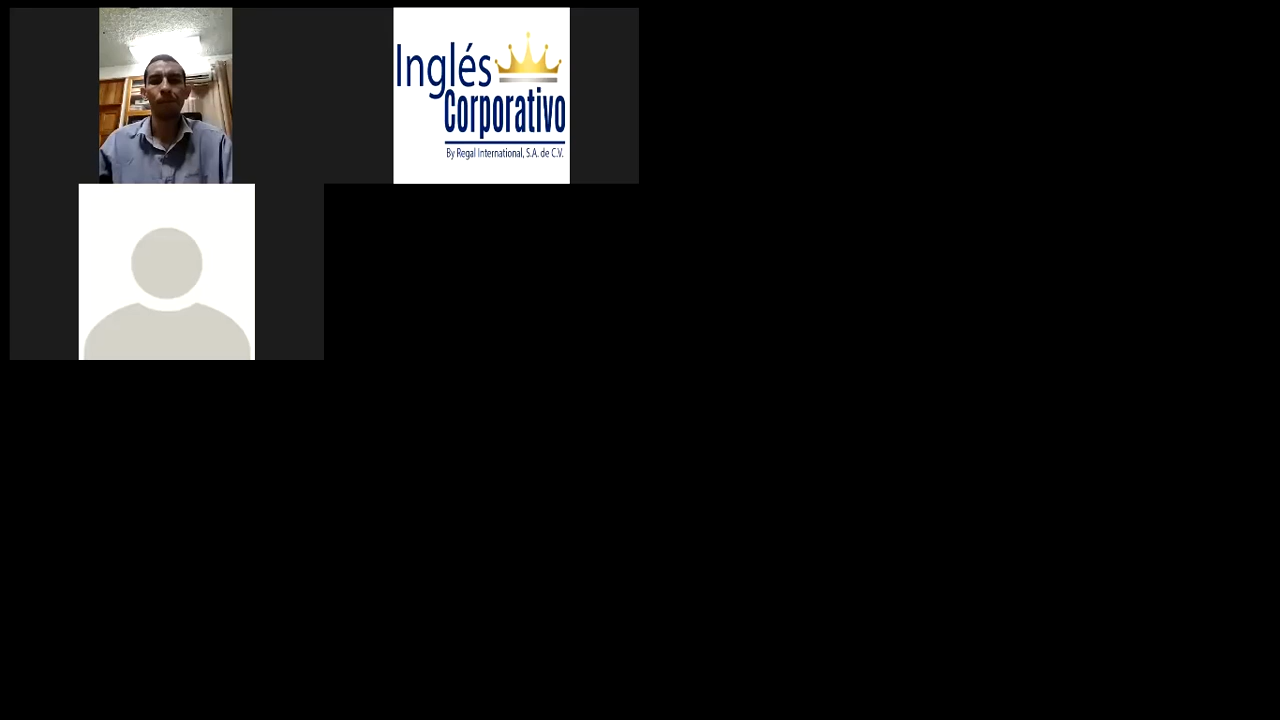 Inglés
Corporativo
By Regal International, S.A. de C.V.